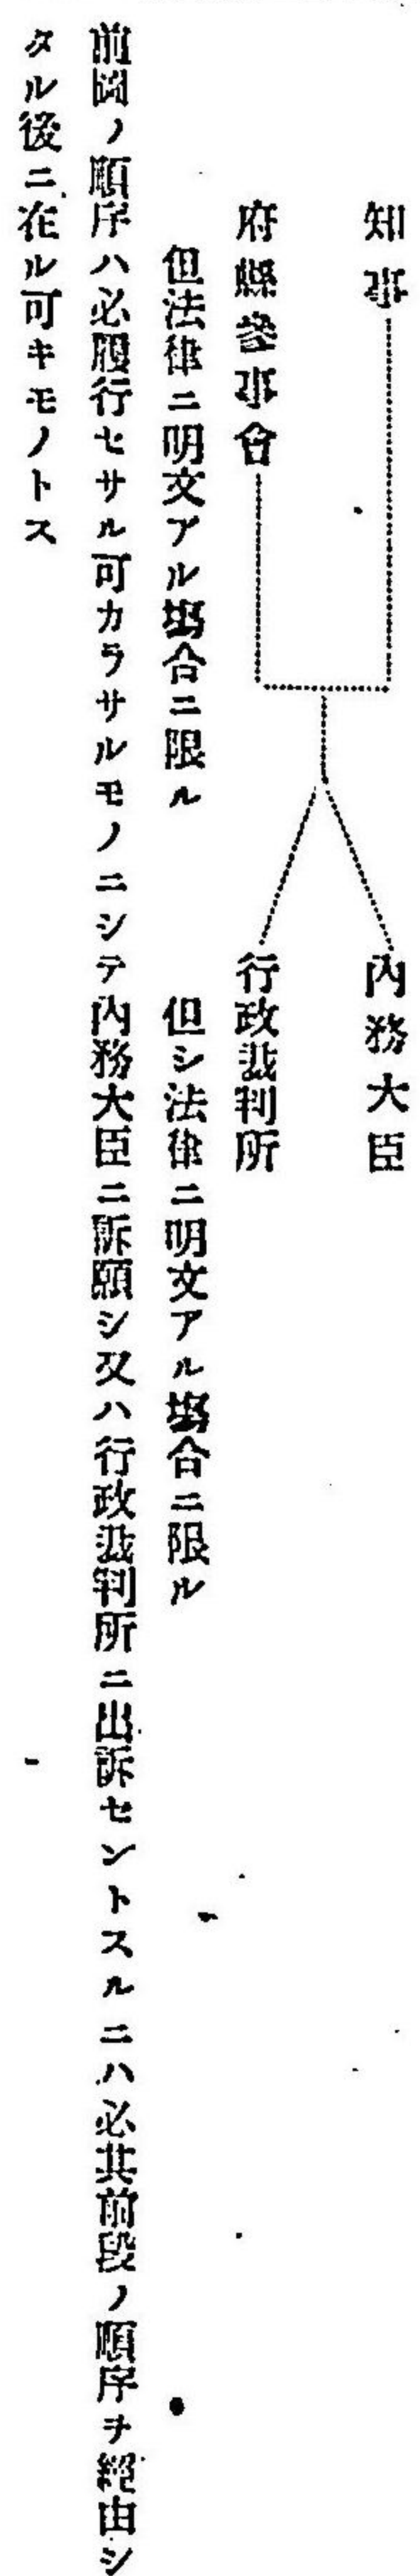 知事
內務大臣
府縣參事會
行政裁判所
但法律ニ明文アル塲合ニ限ル
但シ法律ニ明文アル塲合ニ限ル
前圖ノ順序ハ必履行セサル可カラサルモノニシテ內務大臣ニ訴願シ又ハ行政裁判所ニ出訴セントスルニハ必其前段ノ順序ヲ經由シ
タル後ニ在ル可キモノトス